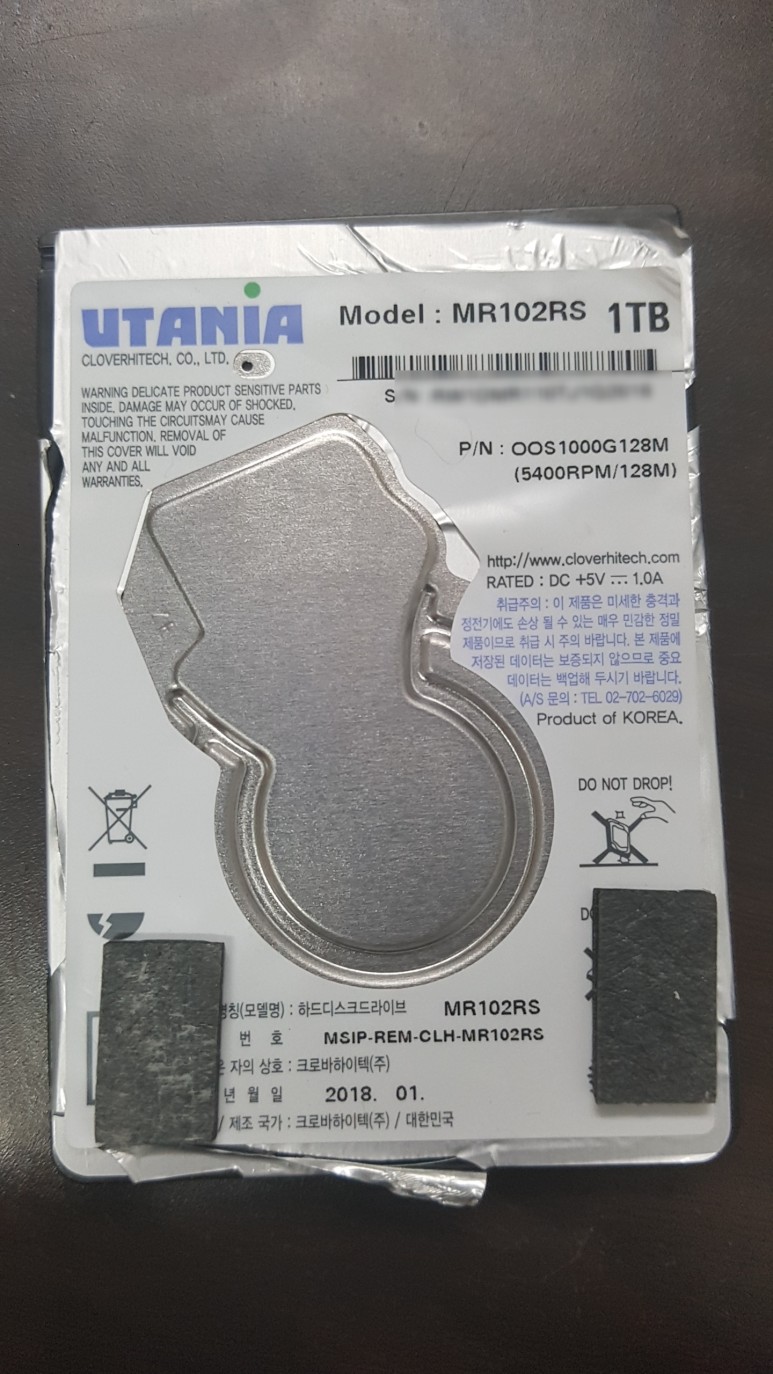 UTANIA
CLOVERHITECH. CO., LTD.
Model : MR102RS 1TB
WARNING DELICATE PRODUCT SENSITIVE PARTS
INSIDE, DAMAGE MAY OCCUR OF SHOCKED,
TOUCHING THE CIRCUITSMAY CAUSE
MALFUNCTION, REMOVAL OF
THIS COVER WILL VOID
ANY AND ALL
WARRANTIES,
P/N : OOS1000G128M
(5400RPM/128M)
http://www.cloverhitech.com
RATED : DC +5V ⎓ 1.0A
취급주의 : 이 제품은 미세한 충격과
정전기에도 손상 될 수 있는 매우 민감한 정밀
제품이므로 취급 시 주의 바랍니다. 본 제품에
저장된 데이터는 보증되지 않으므로 중요
데이터는 백업해 두시기 바랍니다.
(A/S 문의 : TEL 02-702-6029)
Product of KOREA.
DO NOT DROP!
명칭(모델명) : 하드디스크드라이브 MR102RS
번 호 MSIP-REM-CLH-MR102RS
자의 상호 : 크로바하이텍(주)
년 월 일 2018. 01.
/ 제조 국가 : 크로바하이텍(주) / 대한민국